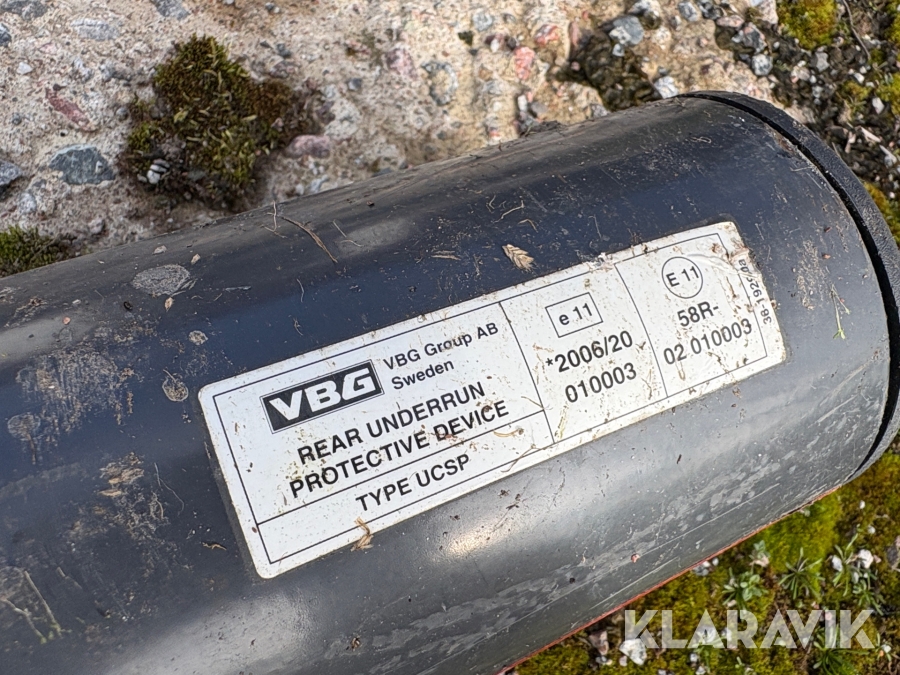 VBG
VBG Group AB
Sweden
REAR UNDERRUN
PROTECTIVE DEVICE
TYPE UCSP
e 11
*2006/20
010003
E 11
58R-
02 010003
KLARAVIK